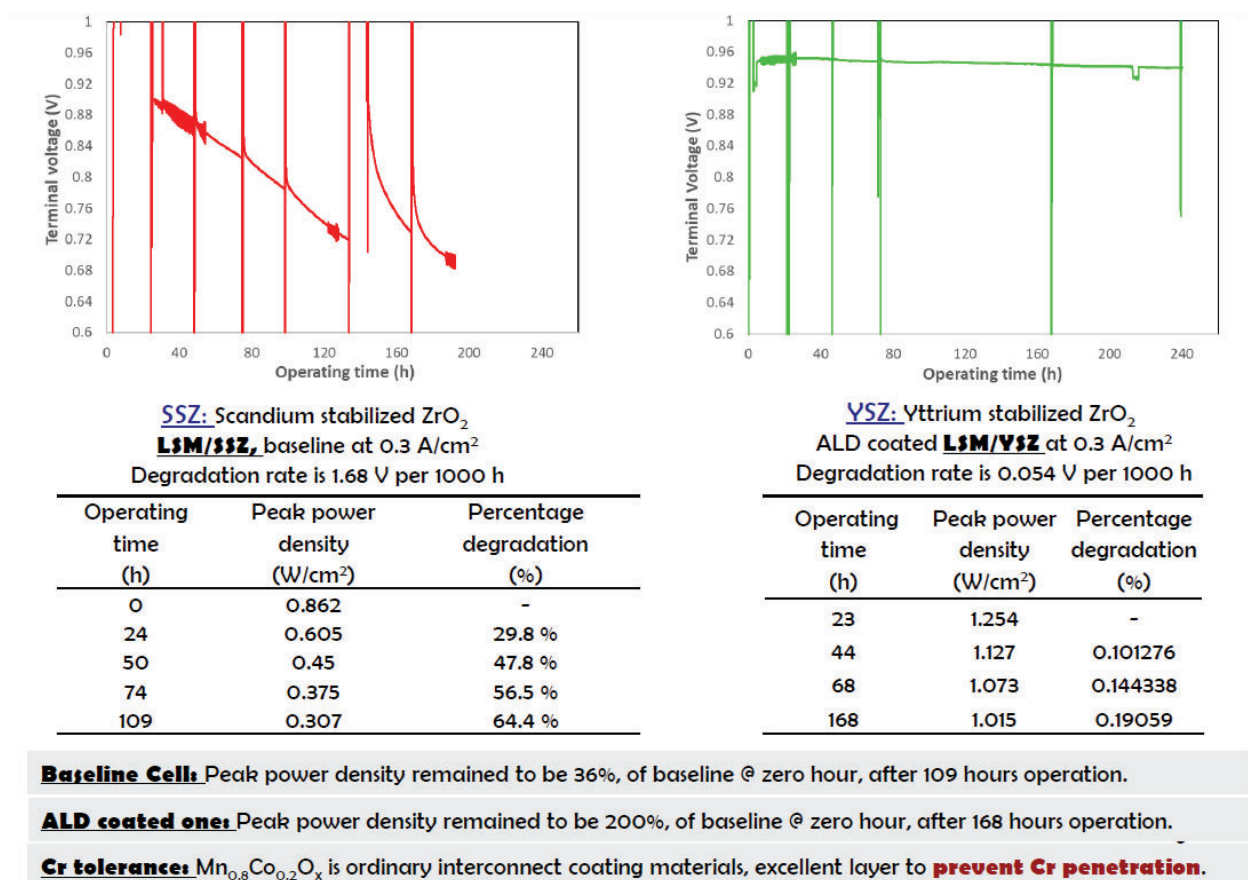 1
0.96
0.92
0.88
0.84
0.8
0.76
0.72
0.68
0.64
0.6
Terminal voltage (V)
0 40 80 120 160 200 240
Operating time (h)
1
0.96
0.92
0.88
0.84
0.8
0.76
0.72
0.68
0.64
0.6
Terminal Voltage (V)
0 40 80 120 160 200 240
Operating time (h)
SSZ: Scandium stabilized ZrO₂
LSM/SSZ, baseline at 0.3 A/cm²
Degradation rate is 1.68 V per 1000 h
Operating Peak power Percentage
time density degradation
(h) (W/cm²) (%)
0 0.862 -
24 0.605 29.8 %
50 0.45 47.8 %
74 0.375 56.5 %
109 0.307 64.4 %
YSZ: Yttrium stabilized ZrO₂
ALD coated LSM/YSZ at 0.3 A/cm²
Degradation rate is 0.054 V per 1000 h
Operating Peak power Percentage
time density degradation
(h) (W/cm²) (%)
23 1.254 -
44 1.127 0.101276
68 1.073 0.144338
168 1.015 0.19059
Baseline Cell: Peak power density remained to be 36%, of baseline @ zero hour, after 109 hours operation.
ALD coated one: Peak power density remained to be 200%, of baseline @ zero hour, after 168 hours operation.
Cr tolerance: Mn₀.₈Co₀.₂Oₓ is ordinary interconnect coating materials, excellent layer to prevent Cr penetration.